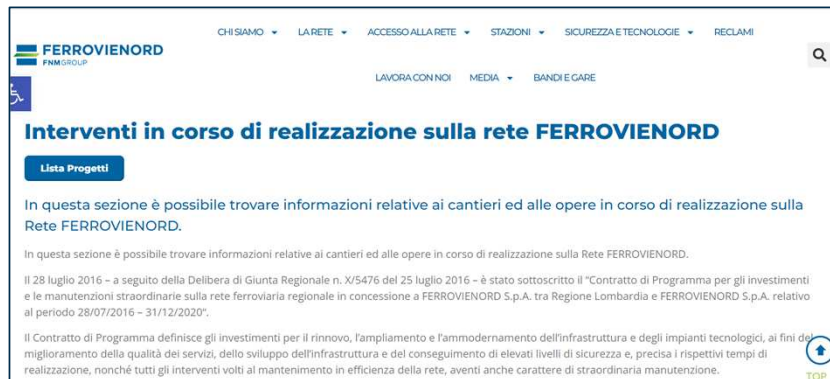 CHI SIAMO LA RETE ACCESSO ALLA RETE STAZIONI SICUREZZA E TECNOLOGIE RECLAMI
FERROVIENORD
FNMGROUP
LAVORA CON NOI MEDIA BANDI E GARE
Interventi in corso di realizzazione sulla rete FERROVIENORD
Lista Progetti
In questa sezione è possibile trovare informazioni relative ai cantieri ed alle opere in corso di realizzazione sulla
Rete FERROVIENORD.
In questa sezione è possibile trovare informazioni relative ai cantieri ed alle opere in corso di realizzazione sulla Rete FERROVIENORD.
Il 28 luglio 2016 – a seguito della Delibera di Giunta Regionale n. X/5476 del 25 luglio 2016 – è stato sottoscritto il "Contratto di Programma per gli investimenti
e le manutenzioni straordinarie sulla rete ferroviaria regionale in concessione a FERROVIENORD S.p.A. tra Regione Lombardia e FERROVIENORD S.p.A. relativo
al periodo 28/07/2016 – 31/12/2020".
Il Contratto di Programma definisce gli investimenti per il rinnovo, l'ampliamento e l'ammodernamento dell'infrastruttura e degli impianti tecnologici, ai fini del
miglioramento della qualità dei servizi, dello sviluppo dell'infrastruttura e del conseguimento di elevati livelli di sicurezza e, precisa i rispettivi tempi di
realizzazione, nonché tutti gli interventi volti al mantenimento in efficienza della rete, aventi anche carattere di straordinaria manutenzione.
TOP